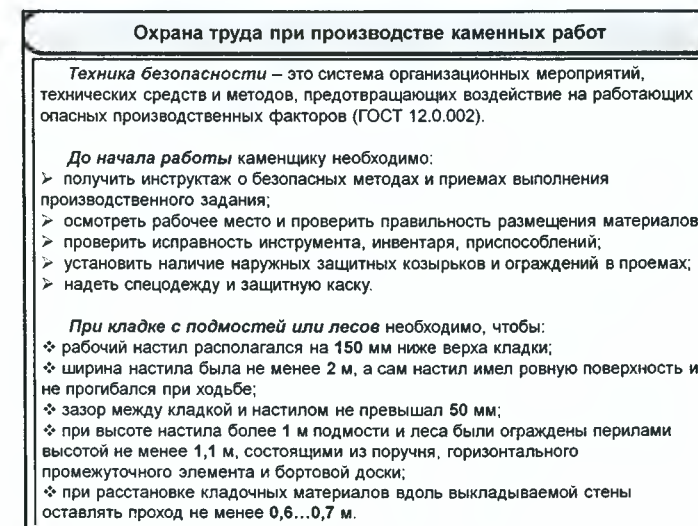 Охрана труда при производстве каменных работ
Техника безопасности – это система организационных мероприятий,
технических средств и методов, предотвращающих воздействие на работающих
опасных производственных факторов (ГОСТ 12.0.002).
До начала работы каменщику необходимо:
➢ получить инструктаж о безопасных методах и приемах выполнения
производственного задания;
➢ осмотреть рабочее место и проверить правильность размещения материалов
➢ проверить исправность инструмента, инвентаря, приспособлений;
➢ установить наличие наружных защитных козырьков и ограждений в проемах;
➢ надеть спецодежду и защитную каску.
При кладке с подмостей или лесов необходимо, чтобы:
❖ рабочий настил располагался на 150 мм ниже верха кладки;
❖ ширина настила была не менее 2 м, а сам настил имел ровную поверхность и
не прогибался при ходьбе;
❖ зазор между кладкой и настилом не превышал 50 мм;
❖ при высоте настила более 1 м подмости и леса были ограждены перилами
высотой не менее 1,1 м, состоящими из поручня, горизонтального
промежуточного элемента и бортовой доски;
❖ при расстановке кладочных материалов вдоль выкладываемой стены
оставлять проход не менее 0,6...0,7 м.